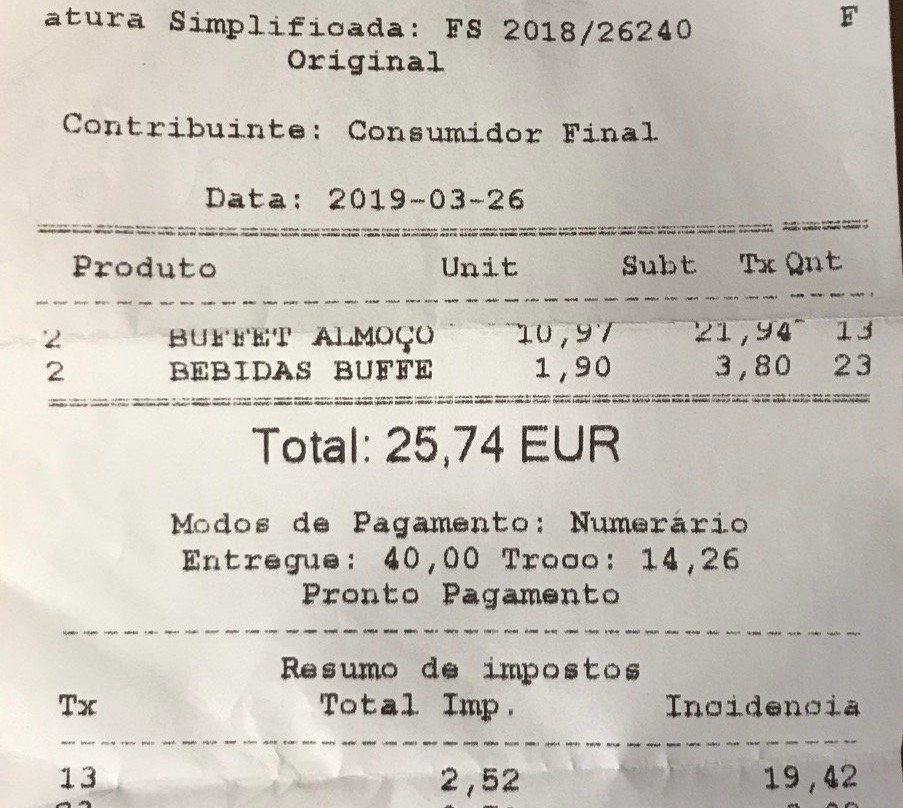 atura Simplificada: FS 2018/26240 F
Original
Contribuinte: Consumidor Final
Data: 2019-03-26
Produto Unit Subt Tx Qnt
2 BUFFET ALMOÇO 10,97 21,94 13
2 BEBIDAS BUFFE 1,90 3,80 23
Total: 25,74 EUR
Modos de Pagamento: Numerário
Entregue: 40,00 Troco: 14,26
Pronto Pagamento
Resumo de impostos
Tx Total Imp. Incidencia
13 2,52 19,42